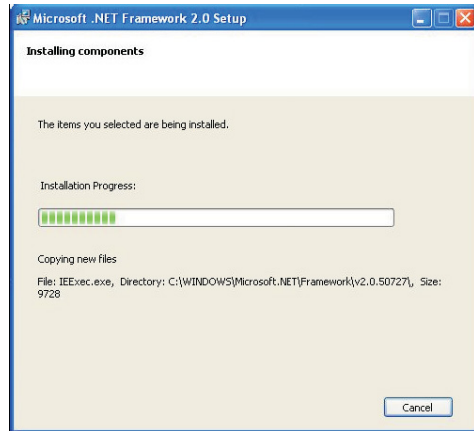 Microsoft .NET Framework 2.0 Setup
Installing components
The items you selected are being installed.
Installation Progress:
Copying new files
File: IEExec.exe, Directory: C:\WINDOWS\Microsoft.NET\Framework\v2.0.50727\, Size:
9728
Cancel